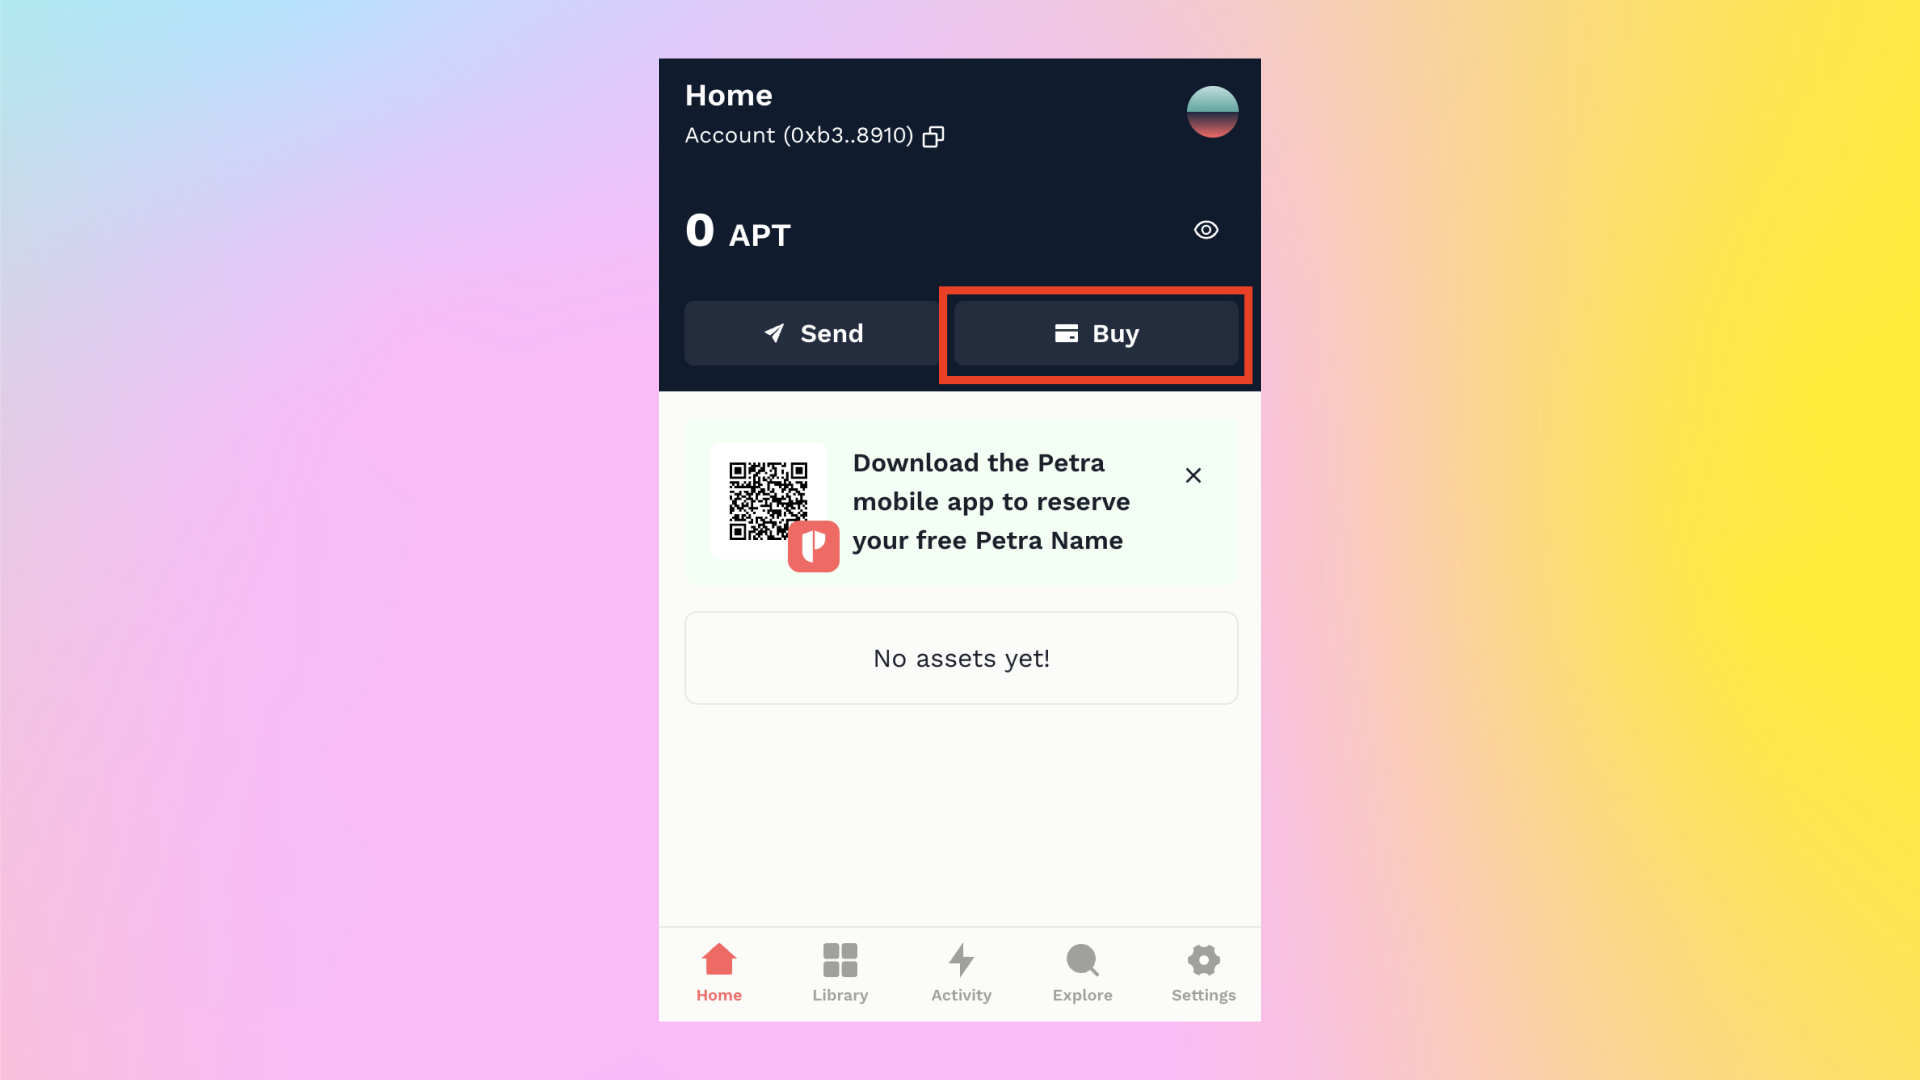 Home
Account (0xb3..8910)
0 APT
Send
Buy
Download the Petra
mobile app to reserve
your free Petra Name
No assets yet!
Home
Library
Activity
Explore
Settings